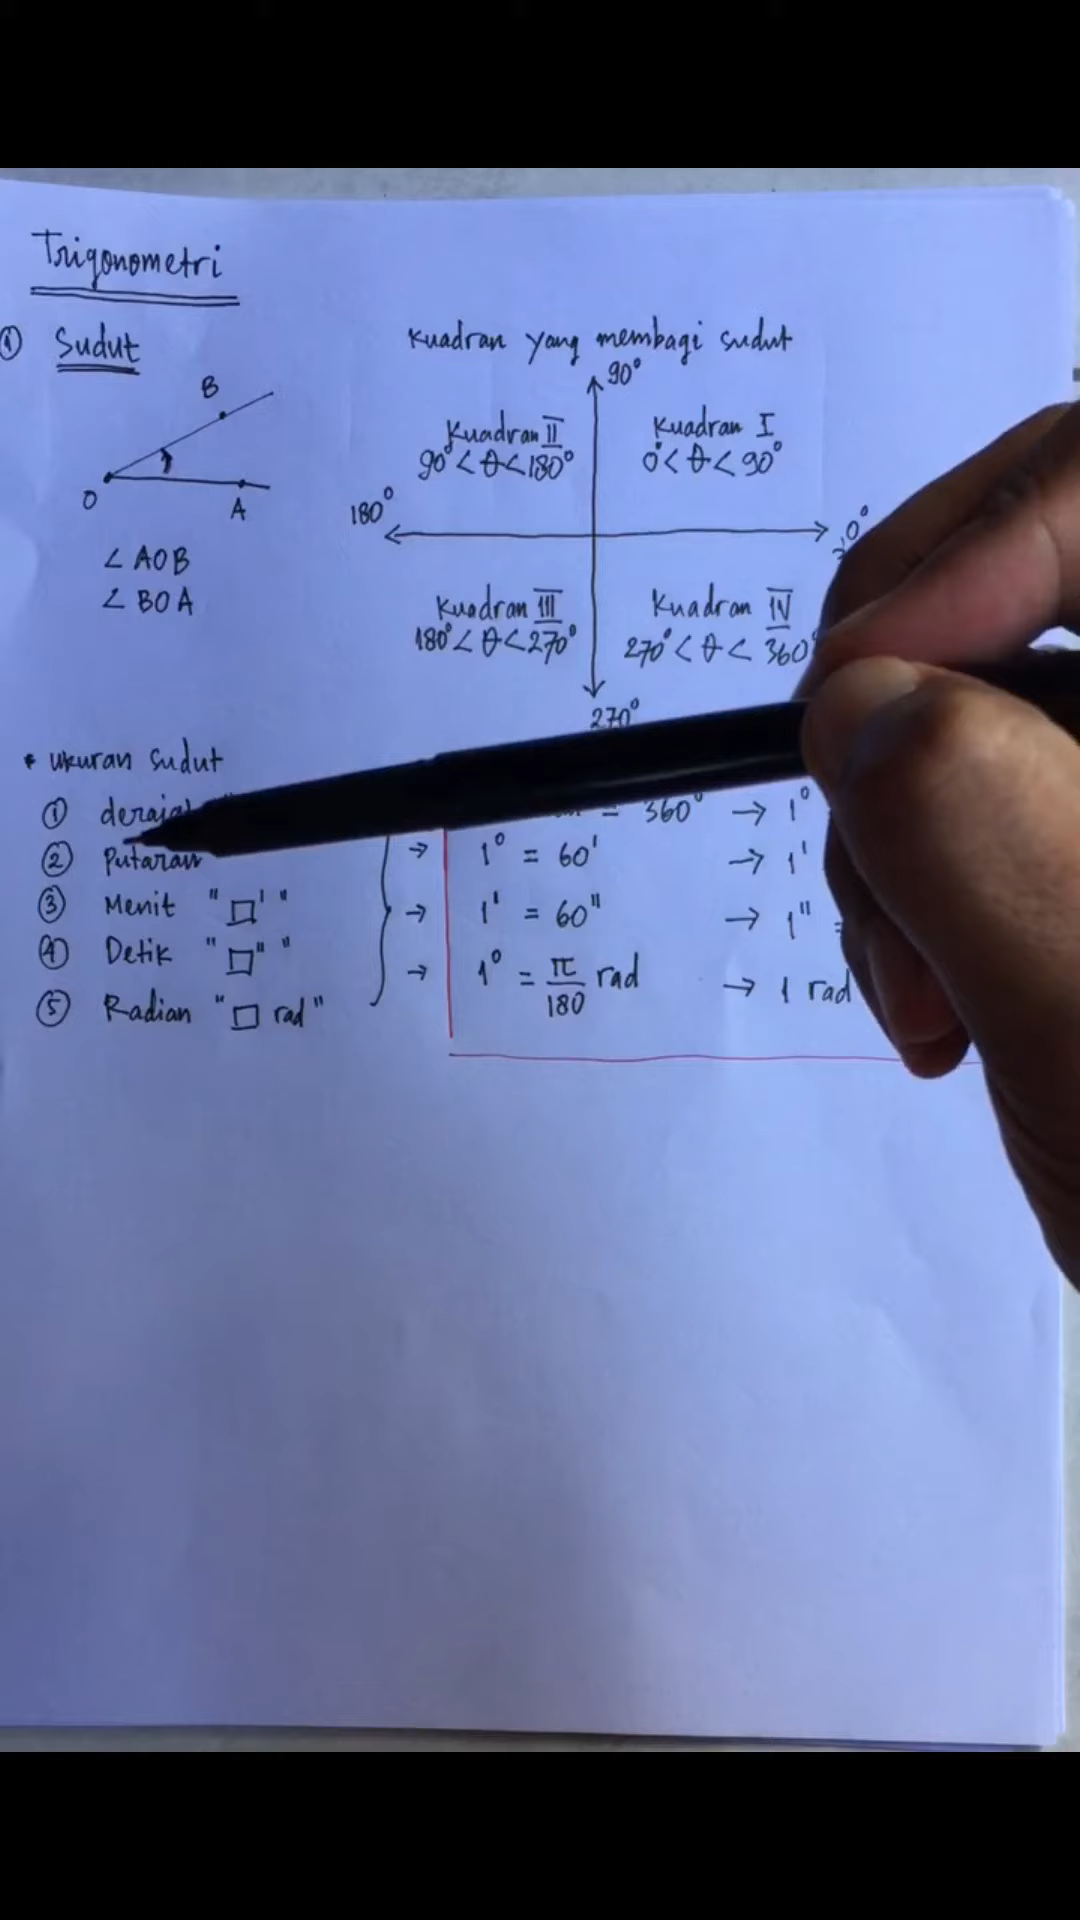 Trigonometri
① Sudut
B
O
A
∠ AOB
∠ BOA
Kuadran yang membagi sudut
90°
Kuadran II
90° < θ < 180°
Kuadran I
0° < θ < 90°
180°
0°
Kuadran III
180° < θ < 270°
Kuadran IV
270° < θ < 360°
270°
* Ukuran sudut
① derajat
② Putaran
③ Menit "□' "
④ Detik "□" "
⑤ Radian "□ rad"
= 360° → 1°
→ 1° = 60' → 1'
→ 1' = 60" → 1" =
→ 1° = π/180 rad → 1 rad